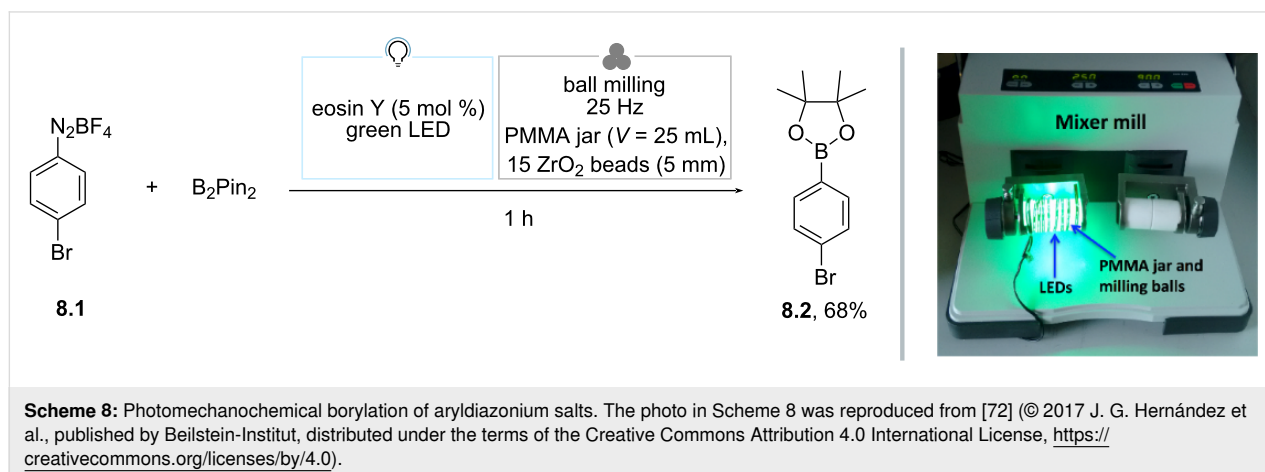 N₂BF₄
Br
8.1
+
B₂Pin₂
eosin Y (5 mol %)
green LED
ball milling
25 Hz
PMMA jar (V = 25 mL),
15 ZrO₂ beads (5 mm)
1 h
O
O
B
Br
8.2, 68%
250
900
Mixer mill
LEDs
PMMA jar and
milling balls
Scheme 8: Photomechanochemical borylation of aryldiazonium salts. The photo in Scheme 8 was reproduced from [72] (© 2017 J. G. Hernández et
al., published by Beilstein-Institut, distributed under the terms of the Creative Commons Attribution 4.0 International License, https://
creativecommons.org/licenses/by/4.0).